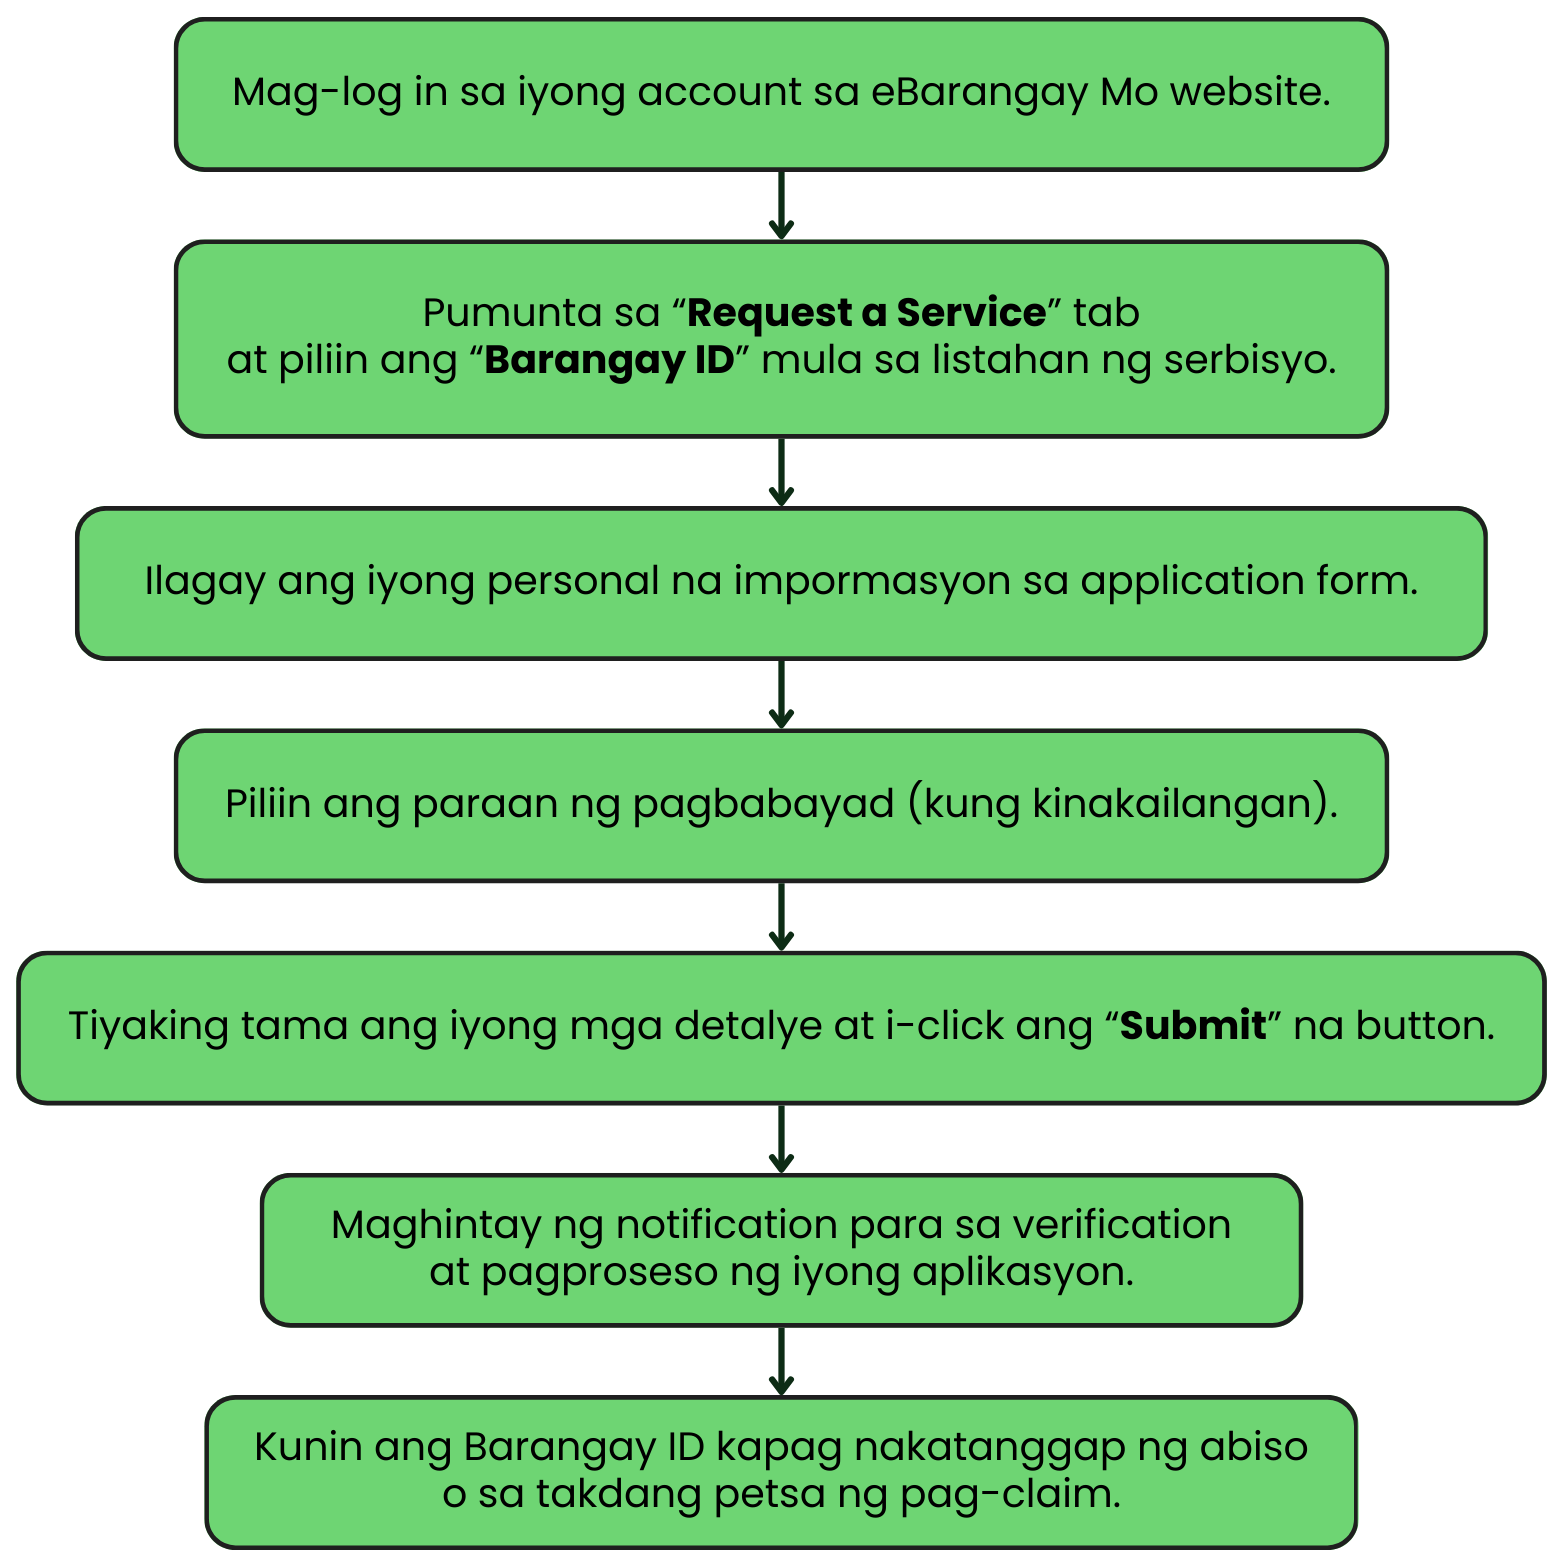 Mag-log in sa iyong account sa eBarangay Mo website.
Pumunta sa “Request a Service” tab
at piliin ang “Barangay ID” mula sa listahan ng serbisyo.
Ilagay ang iyong personal na impormasyon sa application form.
Piliin ang paraan ng pagbabayad (kung kinakailangan).
Tiyaking tama ang iyong mga detalye at i-click ang “Submit” na button.
Maghintay ng notification para sa verification
at pagproseso ng iyong aplikasyon.
Kunin ang Barangay ID kapag nakatanggap ng abiso
o sa takdang petsa ng pag-claim.